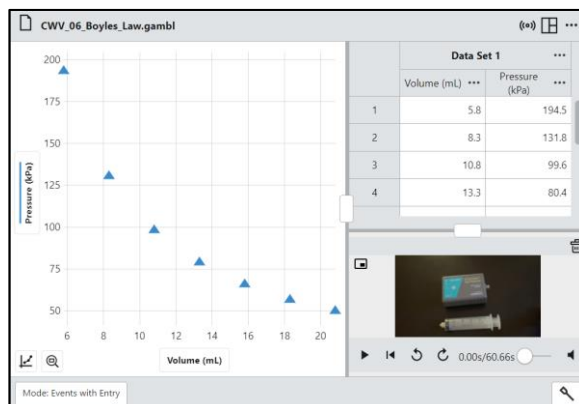 CWV_06_Boyles_Law.gambl
Data Set 1
Volume (mL)
Pressure
(kPa)
1 5.8 194.5
2 8.3 131.8
3 10.8 99.6
4 13.3 80.4
200
175
150
125
100
75
50
Pressure (kPa)
6 8 10 12 14 16 18 20
Volume (mL)
0.00s/60.66s
Mode: Events with Entry